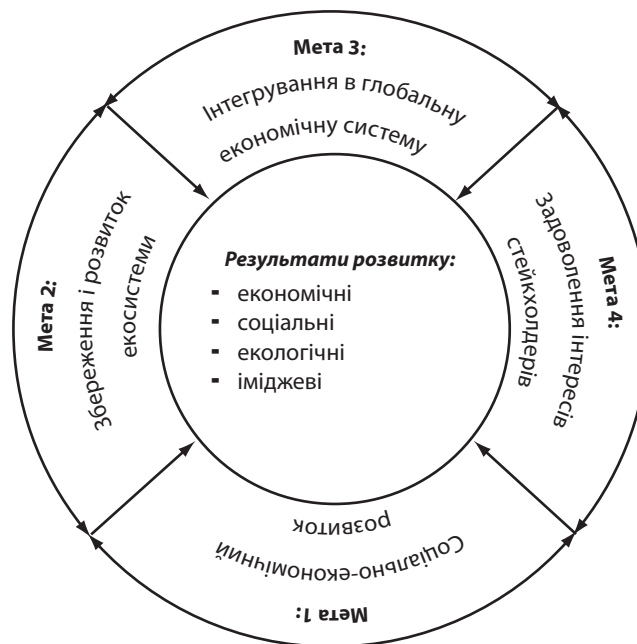 Мета 3:
Інтегрування в глобальну
економічну систему
Мета 2:
Збереження і розвиток
екосистеми
Результати розвитку:
- економічні
- соціальні
- екологічні
- іміджеві
Мета 4:
Задоволення інтересів
стейкхолдерів
Мета 1:
Соціально-економічний
розвиток